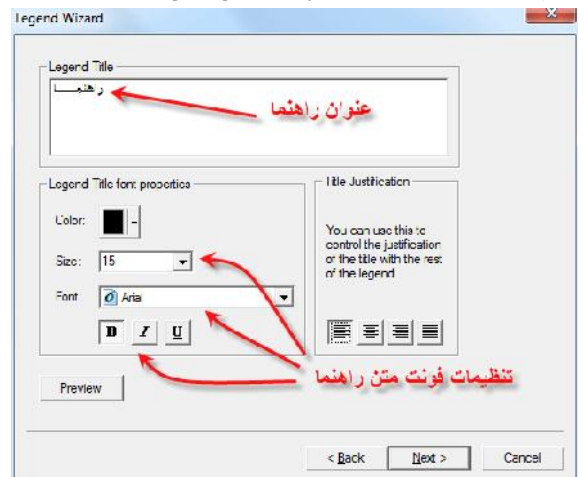 Legend Wizard
Legend Title
راهنمـــا
عنوان راهنما
Legend Title font properties
Color:
Size: 15
Font: Arial
B I U
Title Justification
You can use this to
control the justification
of the title with the rest
of the legend
تنظیمات فونت متن راهنما
Preview
< Back
Next >
Cancel